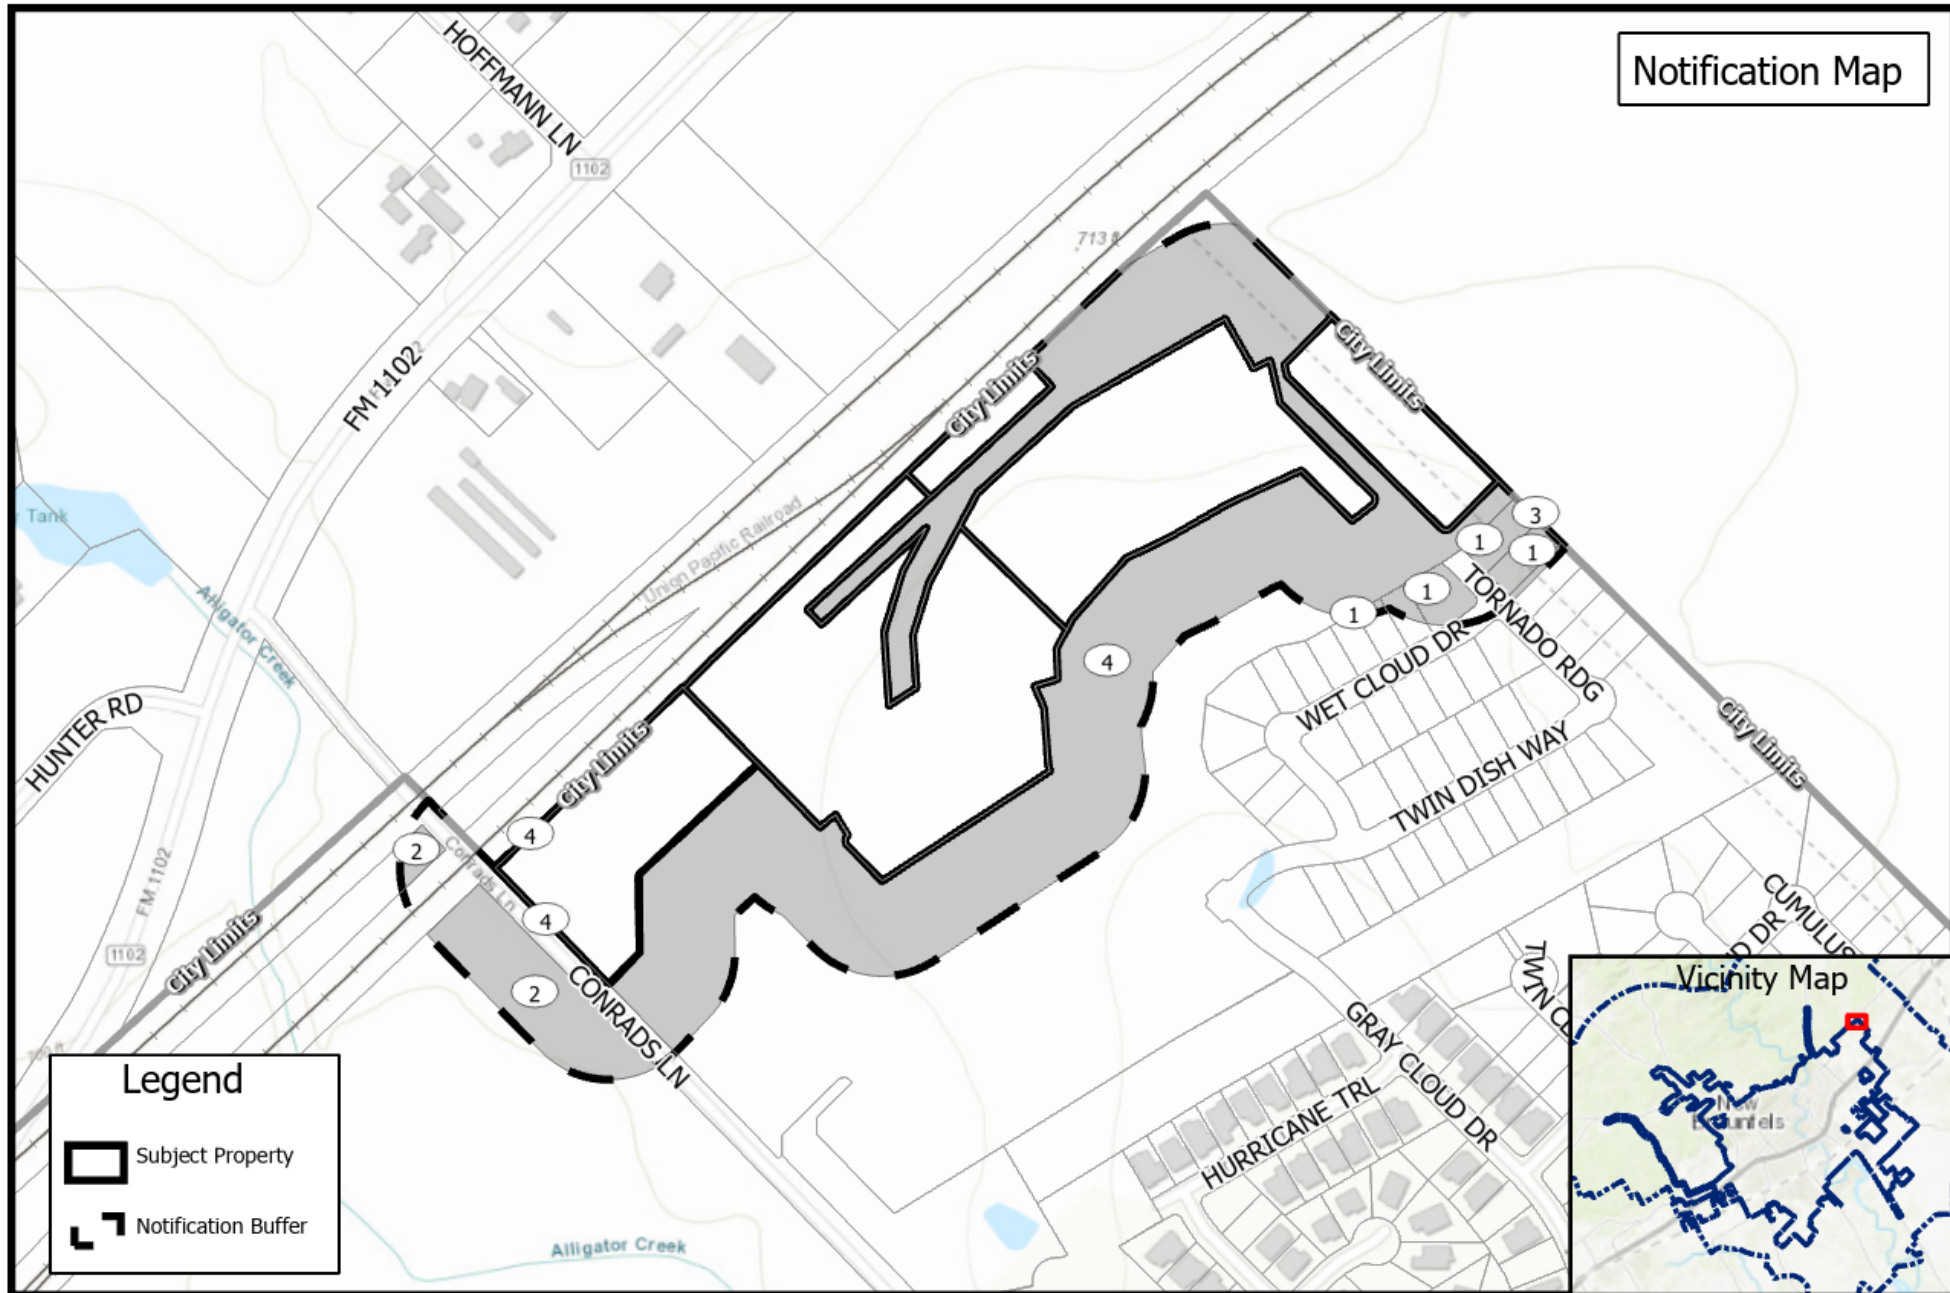 Notification Map
HOFFMANN LN
1102
713 ft
City Limits
City Limits
FM 1102
Union Pacific Railroad
Tank
Alligator Creek
3
1
1
1
1
TORNADO RDG
WET CLOUD DR
TWIN DISH WAY
4
City Limits
HUNTER RD
City Limits
4
2
Conrads Ln
4
2
CONRADS LN
FM 1102
1102
City Limits
CUMULUS
D DR
TWIN CL
GRAY CLOUD DR
HURRICANE TRL
Alligator Creek
Legend
Subject Property
Notification Buffer
Vicinity Map
New
Braunfels